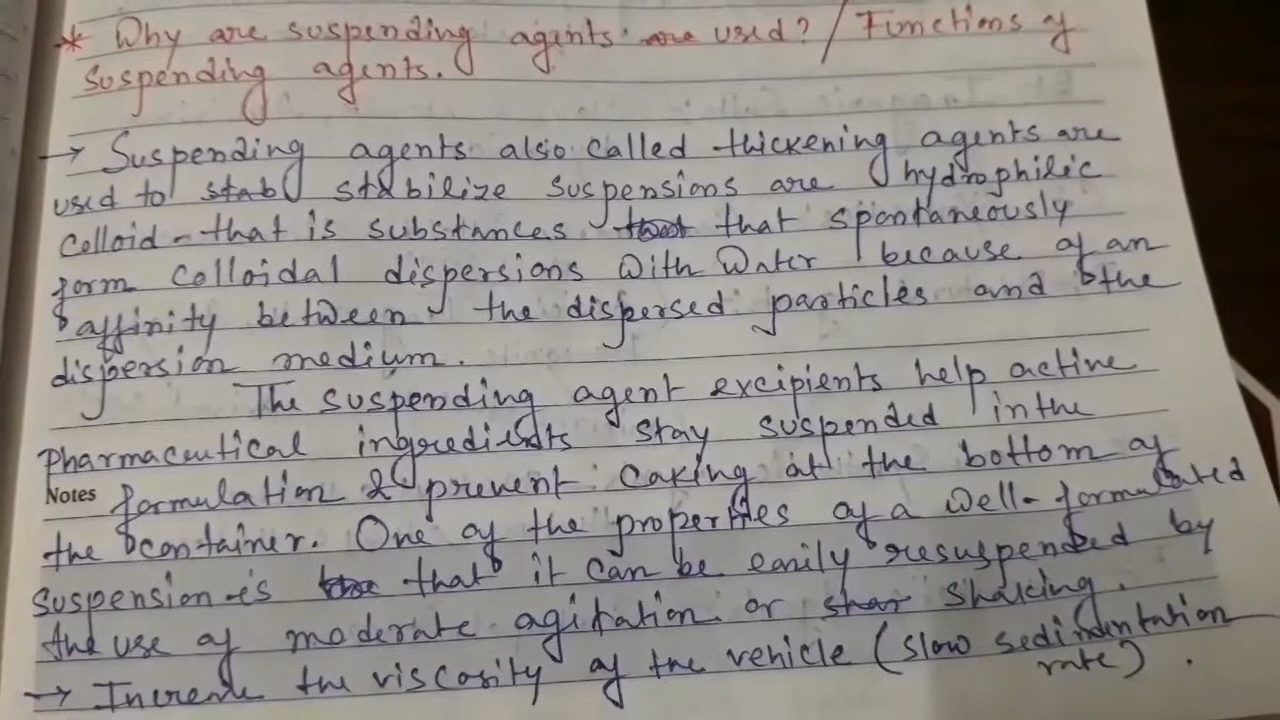 * Why are suspending agents are used? / Functions of
suspending agents.
→ Suspending agents also called thickening agents are
used to stab stabilize suspensions are hydrophilic
colloid - that is substances that that spontaneously
form colloidal dispersions with water because of an
affinity between the dispersed particles and the
dispersion medium.
The suspending agent excipients help active
Pharmaceutical ingredients stay suspended in the
Notes formulation & prevent caking at the bottom of
the container. One of the properties of a well-formulated
suspension is the that it can be easily resuspended by
the use of moderate agitation or shar shaking.
→ Increase the viscosity of the vehicle (slow sedimentation
rate).